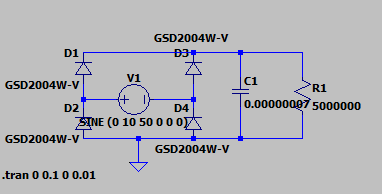 GSD2004W-V
D1
D3
V1
C1
R1
GSD2004W-V
0.00000007
5000000
D2
D4
SINE (0 10 50 0 0 0)
GSD2004W-V
GSD2004W-V
.tran 0 0.1 0 0.01